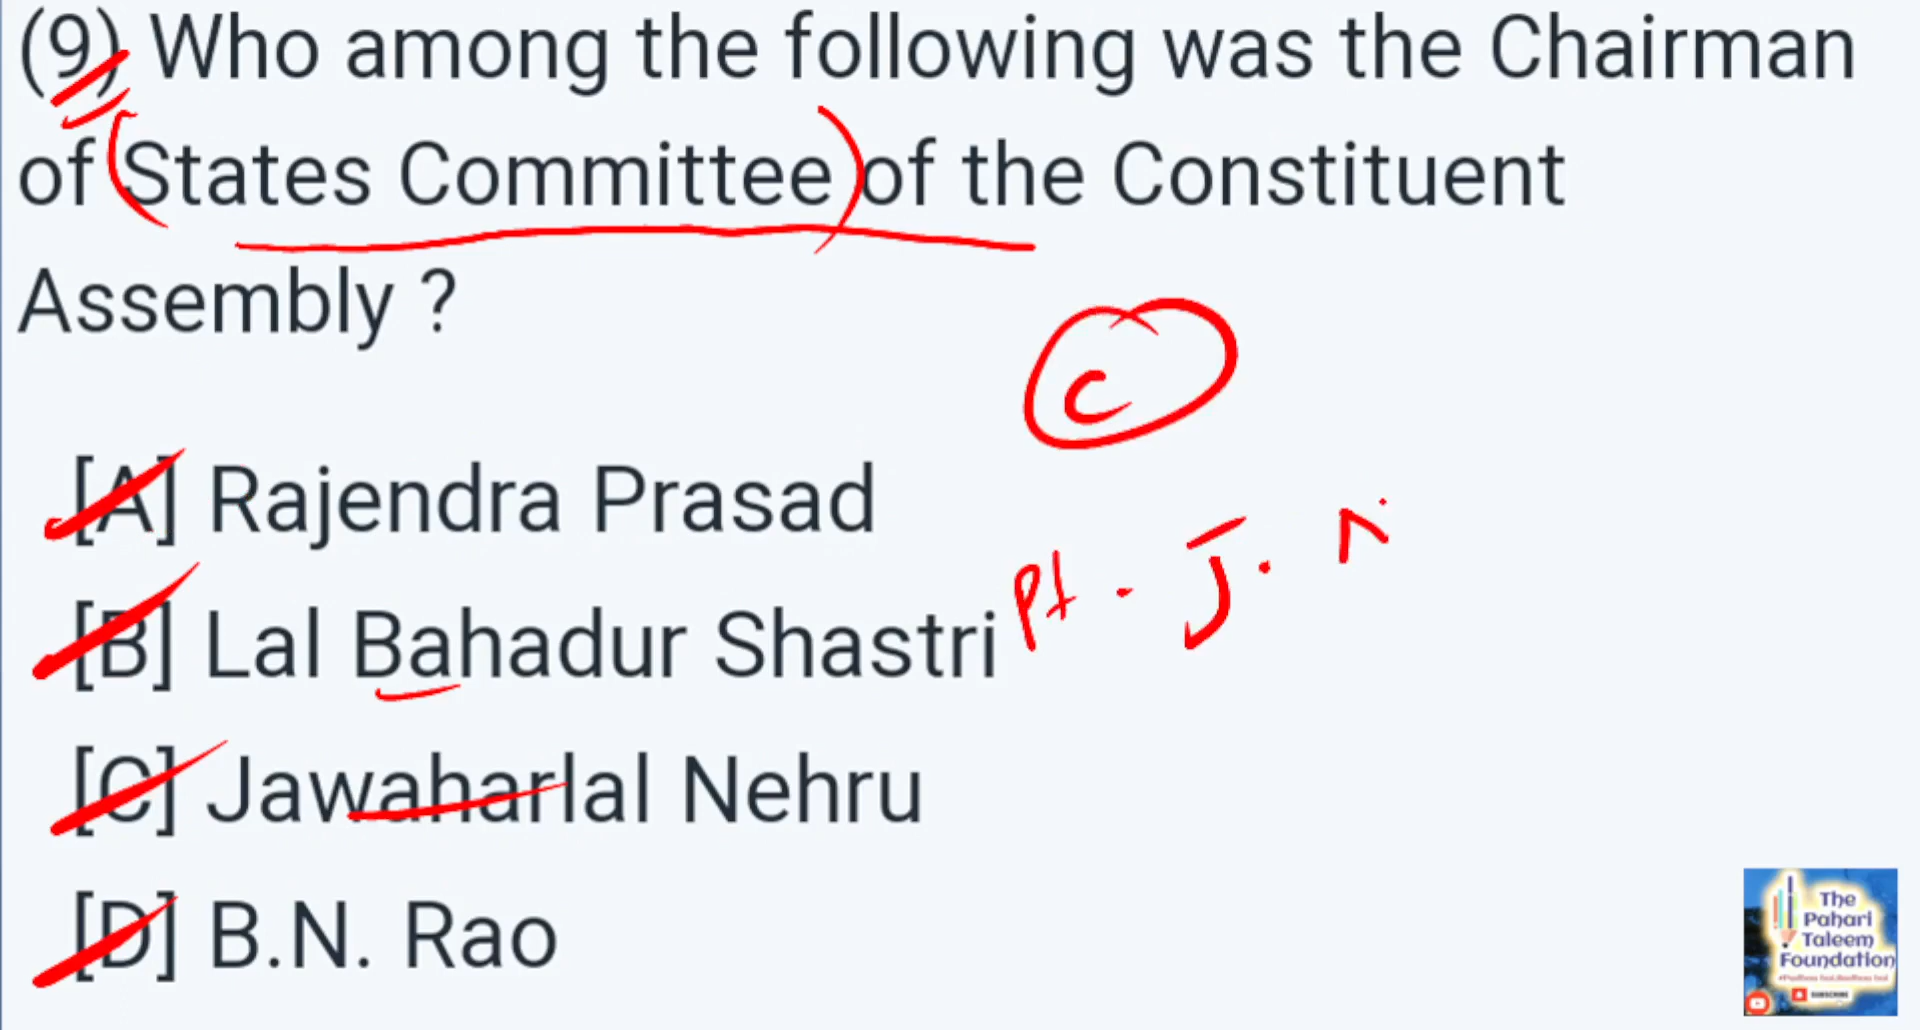 (9) Who among the following was the Chairman
of (States Committee) of the Constituent
Assembly ?
C
[A] Rajendra Prasad
Pt. J. N
[B] Lal Bahadur Shastri
[C] Jawaharlal Nehru
[D] B.N. Rao
The
Pahari
Taleem
Foundation
SUBSCRIBE